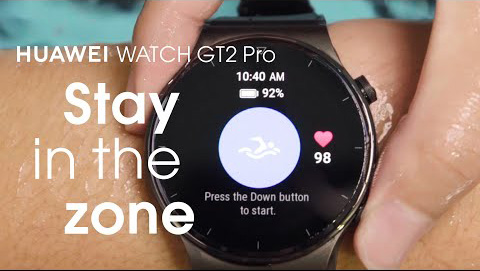 HUAWEI WATCH GT2 Pro
Stay
in the
zone
10:40 AM
92%
98
Press the Down button
to start.